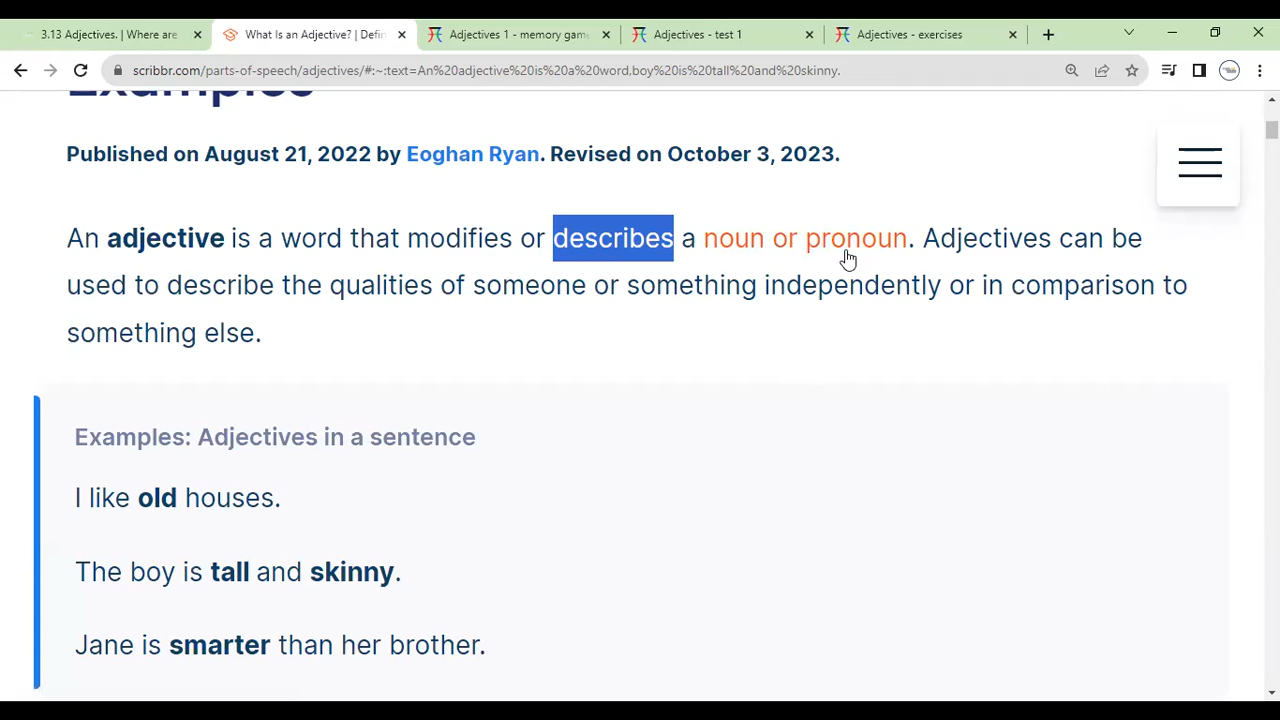 3.13 Adjectives. | Where are
What Is an Adjective? | Defin
Adjectives 1 - memory game
Adjectives - test 1
Adjectives - exercises
scribbr.com/parts-of-speech/adjectives/#:~:text=An%20adjective%20is%20a%20word,boy%20is%20tall%20and%20skinny.
Examples
Published on August 21, 2022 by Eoghan Ryan. Revised on October 3, 2023.
An adjective is a word that modifies or describes a noun or pronoun. Adjectives can be
used to describe the qualities of someone or something independently or in comparison to
something else.
Examples: Adjectives in a sentence
I like old houses.
The boy is tall and skinny.
Jane is smarter than her brother.